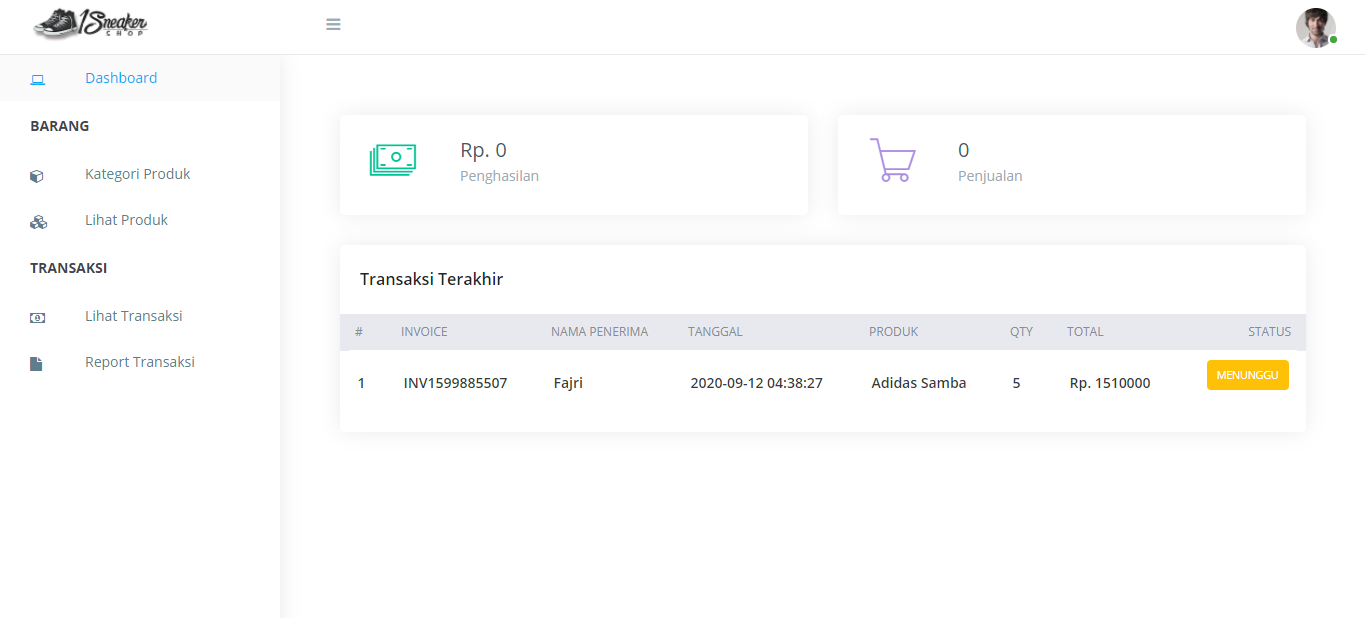 1Sneaker
SHOP
Dashboard
BARANG
Kategori Produk
Lihat Produk
TRANSAKSI
Lihat Transaksi
Report Transaksi
Rp. 0
Penghasilan
0
Penjualan
Transaksi Terakhir
# INVOICE NAMA PENERIMA TANGGAL PRODUK QTY TOTAL STATUS
1 INV1599885507 Fajri 2020-09-12 04:38:27 Adidas Samba 5 Rp. 1510000 MENUNGGU